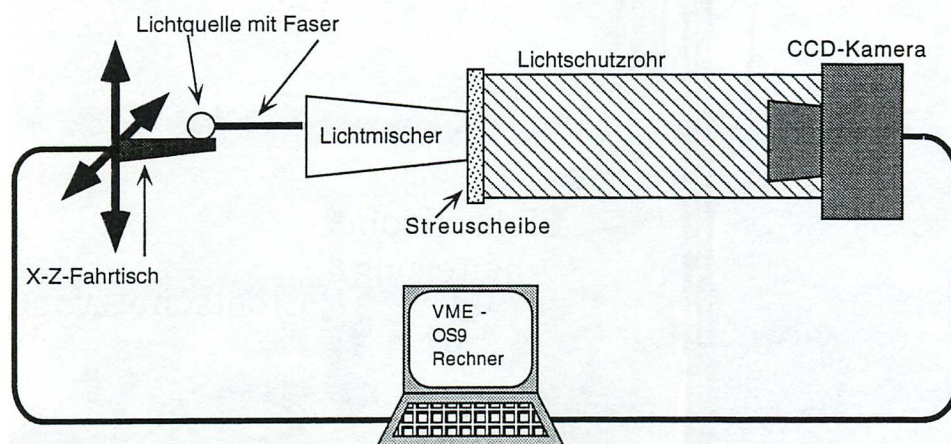 Lichtquelle mit Faser
Lichtschutzrohr
CCD-Kamera
Lichtmischer
Streuscheibe
X-Z-Fahrtisch
VME -
OS9
Rechner